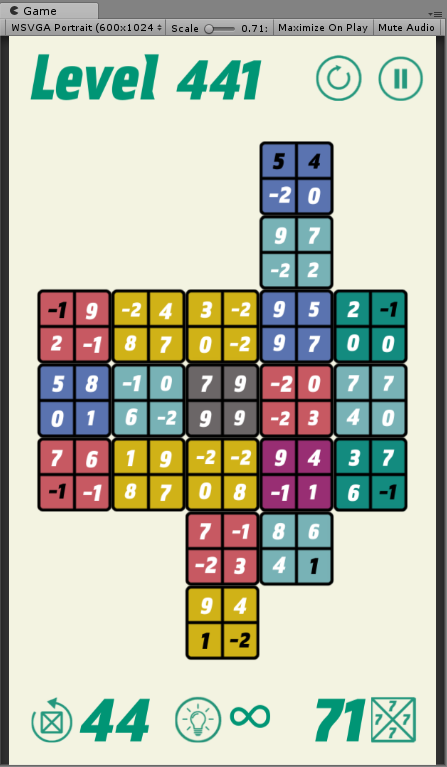 Game
WSVGA Portrait (600x1024 Scale 0.71: Maximize On Play Mute Audio
Level 441
5 4
-2 0
9 7
-2 2
-1 9 -2 4 3 -2 9 5 2 -1
2 -1 8 7 0 -2 9 7 0 0
5 8 -1 0 7 9 -2 0 7 7
0 1 6 -2 9 9 -2 3 4 0
7 6 1 9 -2 -2 9 4 3 7
-1 -1 8 7 0 8 -1 1 6 -1
7 -1 8 6
-2 3 4 1
9 4
1 -2
44 ∞ 71 7 7 7 7